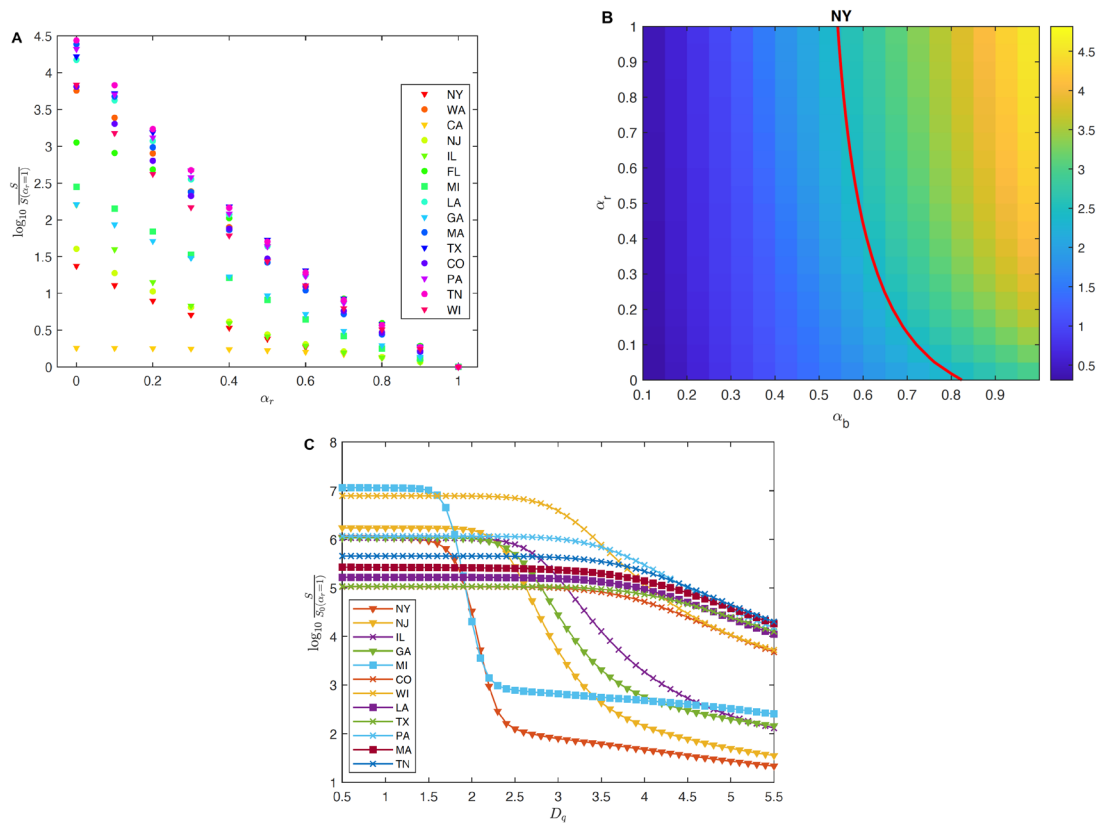 A
4.5
4
3.5
3
2.5
2
1.5
1
0.5
0
0
0.2
0.4
0.6
0.8
1
α_r
log₁₀ S/S(α_r=1)
NY
WA
CA
NJ
IL
FL
MI
LA
GA
MA
TX
CO
PA
TN
WI
B
NY
1
0.9
0.8
0.7
0.6
0.5
0.4
0.3
0.2
0.1
0
0.1
0.2
0.3
0.4
0.5
0.6
0.7
0.8
0.9
α_r
α_b
4.5
4
3.5
3
2.5
2
1.5
1
0.5
C
8
7
6
5
4
3
2
1
0.5
1
1.5
2
2.5
3
3.5
4
4.5
5
5.5
D_q
log₁₀ S/S₀(α_r=1)
NY
NJ
IL
GA
MI
CO
WI
LA
TX
PA
MA
TN